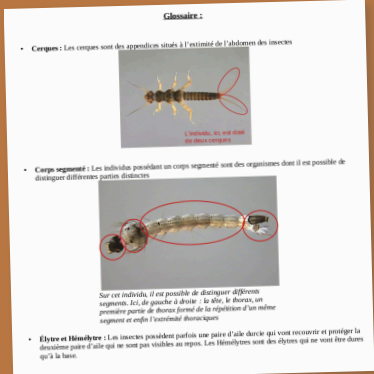 Glossaire :
• Cerques : Les cerques sont des appendices situés à l'extimité de l'abdomen des insectes
L'individu, ici, est doté
de deux cerques
• Corps segmenté : Les individus possédant un corps segmenté sont des organismes dont il est possible de
distinguer différentes parties distinctes
Sur cet individu, il est possible de distinguer différents
segments. Ici, de gauche à droite : la tête, le thorax, un
première partie de thorax formé de la répétition d'un même
segment et enfin l'extrémité thoraciques
• Élytre et Hémélytre : Les insectes possèdent parfois une paire d'aile durcie qui vont recouvrir et protéger la
deuxième paire d'aile qui ne sont pas visibles au repos. Les Hémélytres sont des élytres qui ne vont être dures
qu'à la base.